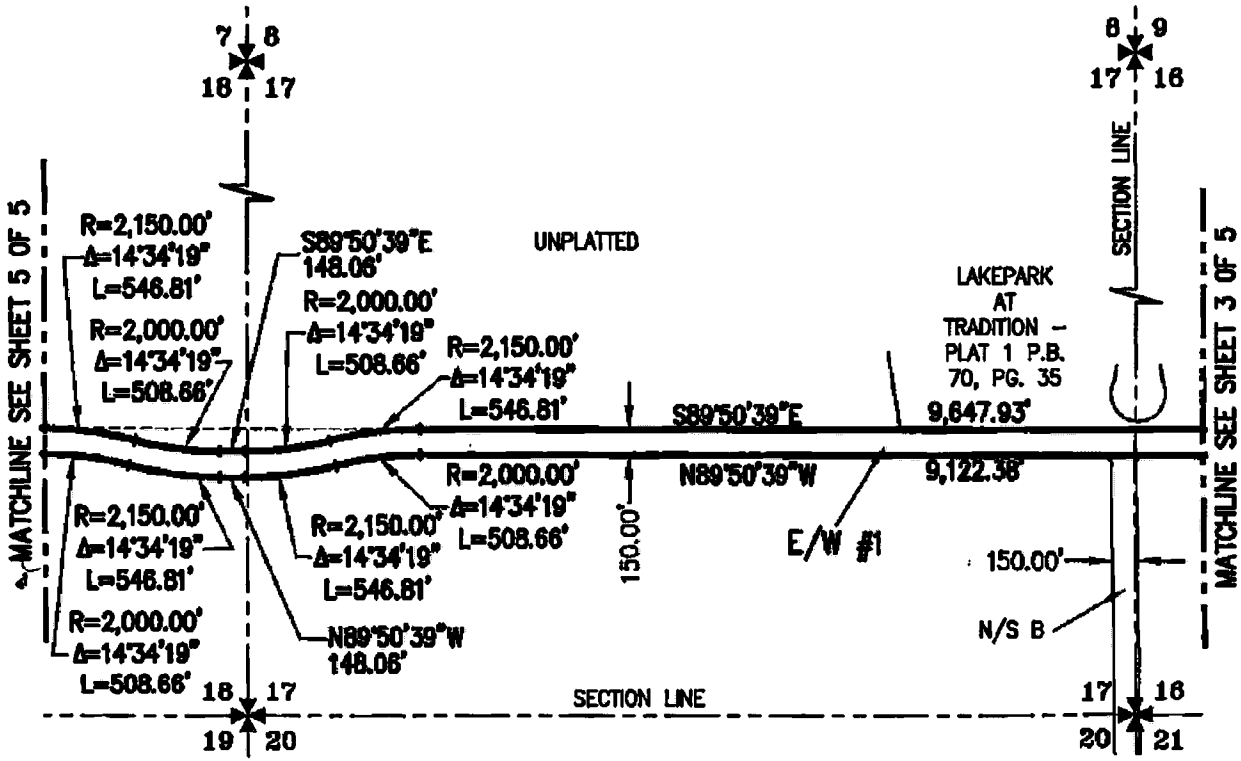 7 8
18 17
8 9
17 16
MATCHLINE SEE SHEET 5 OF 5
R=2,150.00'
Δ=14°34'19"
L=546.81'
R=2,000.00'
Δ=14°34'19"
L=508.66'
S89°50'39"E
148.06'
R=2,000.00'
Δ=14°34'19"
L=508.66'
UNPLATTED
R=2,150.00'
Δ=14°34'19"
L=546.81'
SECTION LINE
LAKEPARK
AT
TRADITION -
PLAT 1 P.B.
70, PG. 35
MATCHLINE SEE SHEET 3 OF 5
S89°50'39"E
9,647.93'
N89°50'39"W
9,122.38'
R=2,150.00'
Δ=14°34'19"
L=546.81'
R=2,000.00'
Δ=14°34'19"
L=508.66'
R=2,150.00'
Δ=14°34'19"
L=546.81'
N89°50'39"W
148.06'
R=2,000.00'
Δ=14°34'19"
L=508.66'
150.00'
E/W #1
150.00'
N/S B
SECTION LINE
18 17
19 20
17 16
20 21